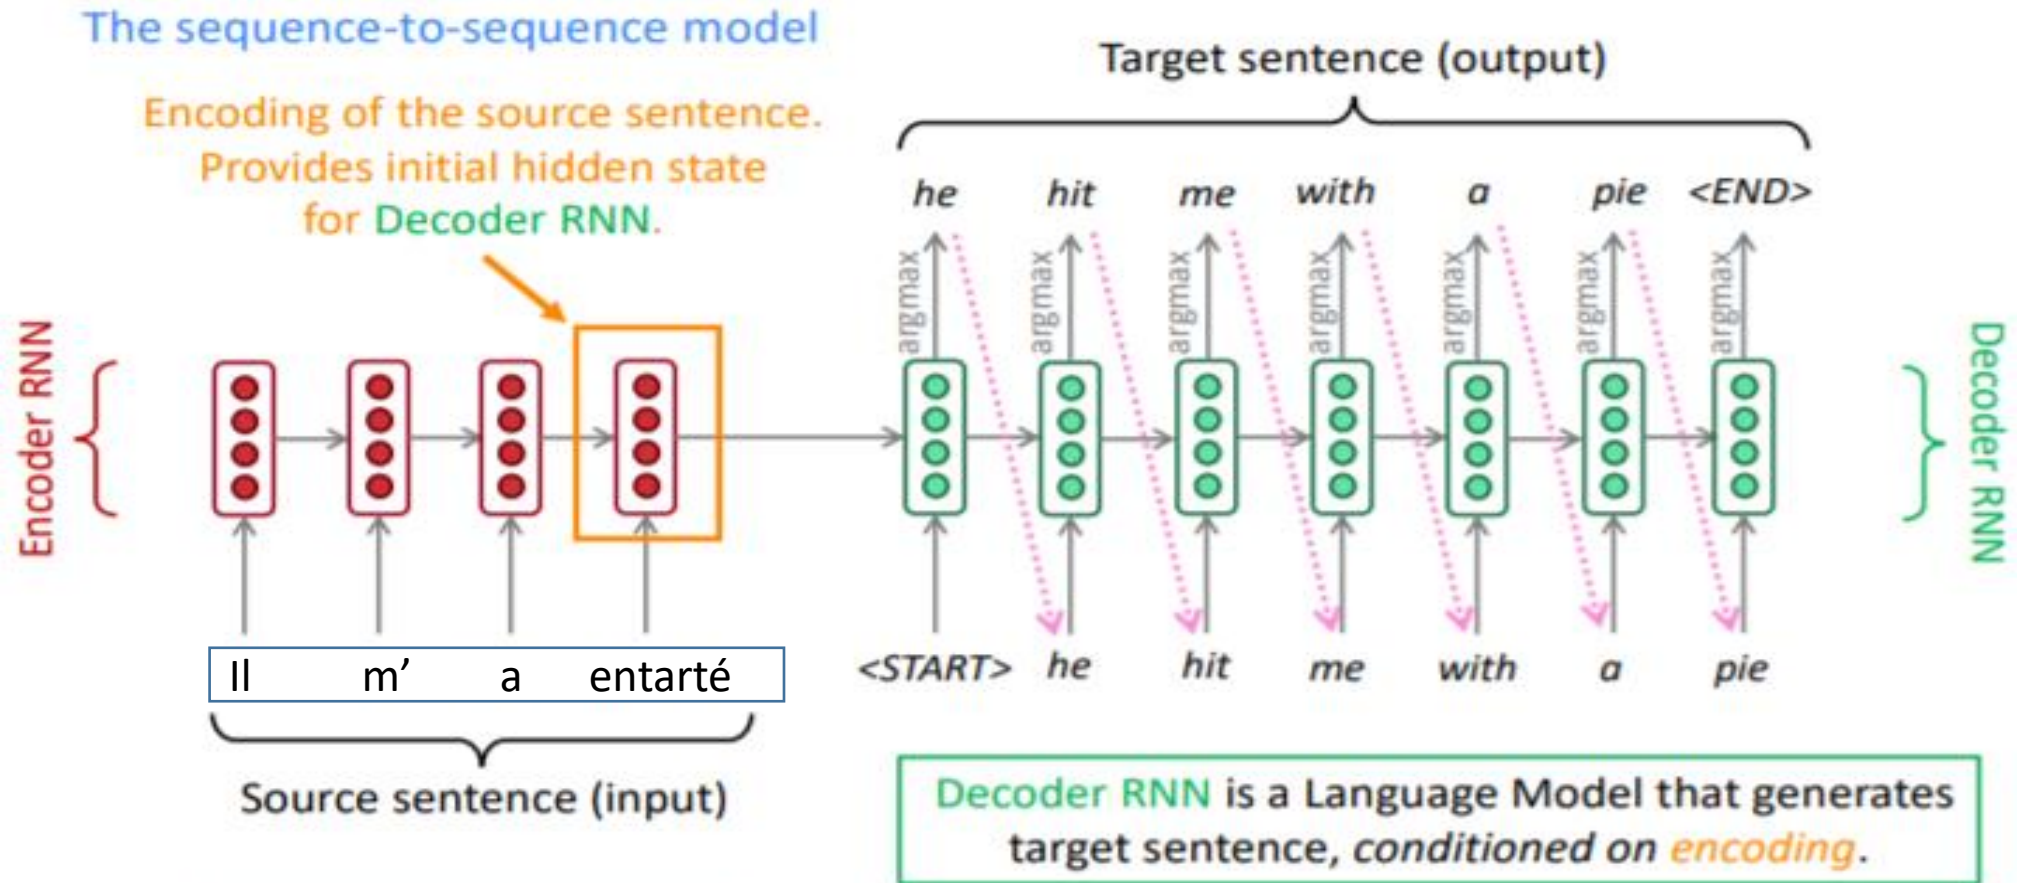 The sequence-to-sequence model
Encoding of the source sentence.
Provides initial hidden state
for Decoder RNN.
Target sentence (output)
he hit me with a pie <END>
argmax argmax argmax argmax argmax argmax argmax
Encoder RNN
Decoder RNN
Il m’ a entarté
<START> he hit me with a pie
Source sentence (input)
Decoder RNN is a Language Model that generates
target sentence, conditioned on encoding.